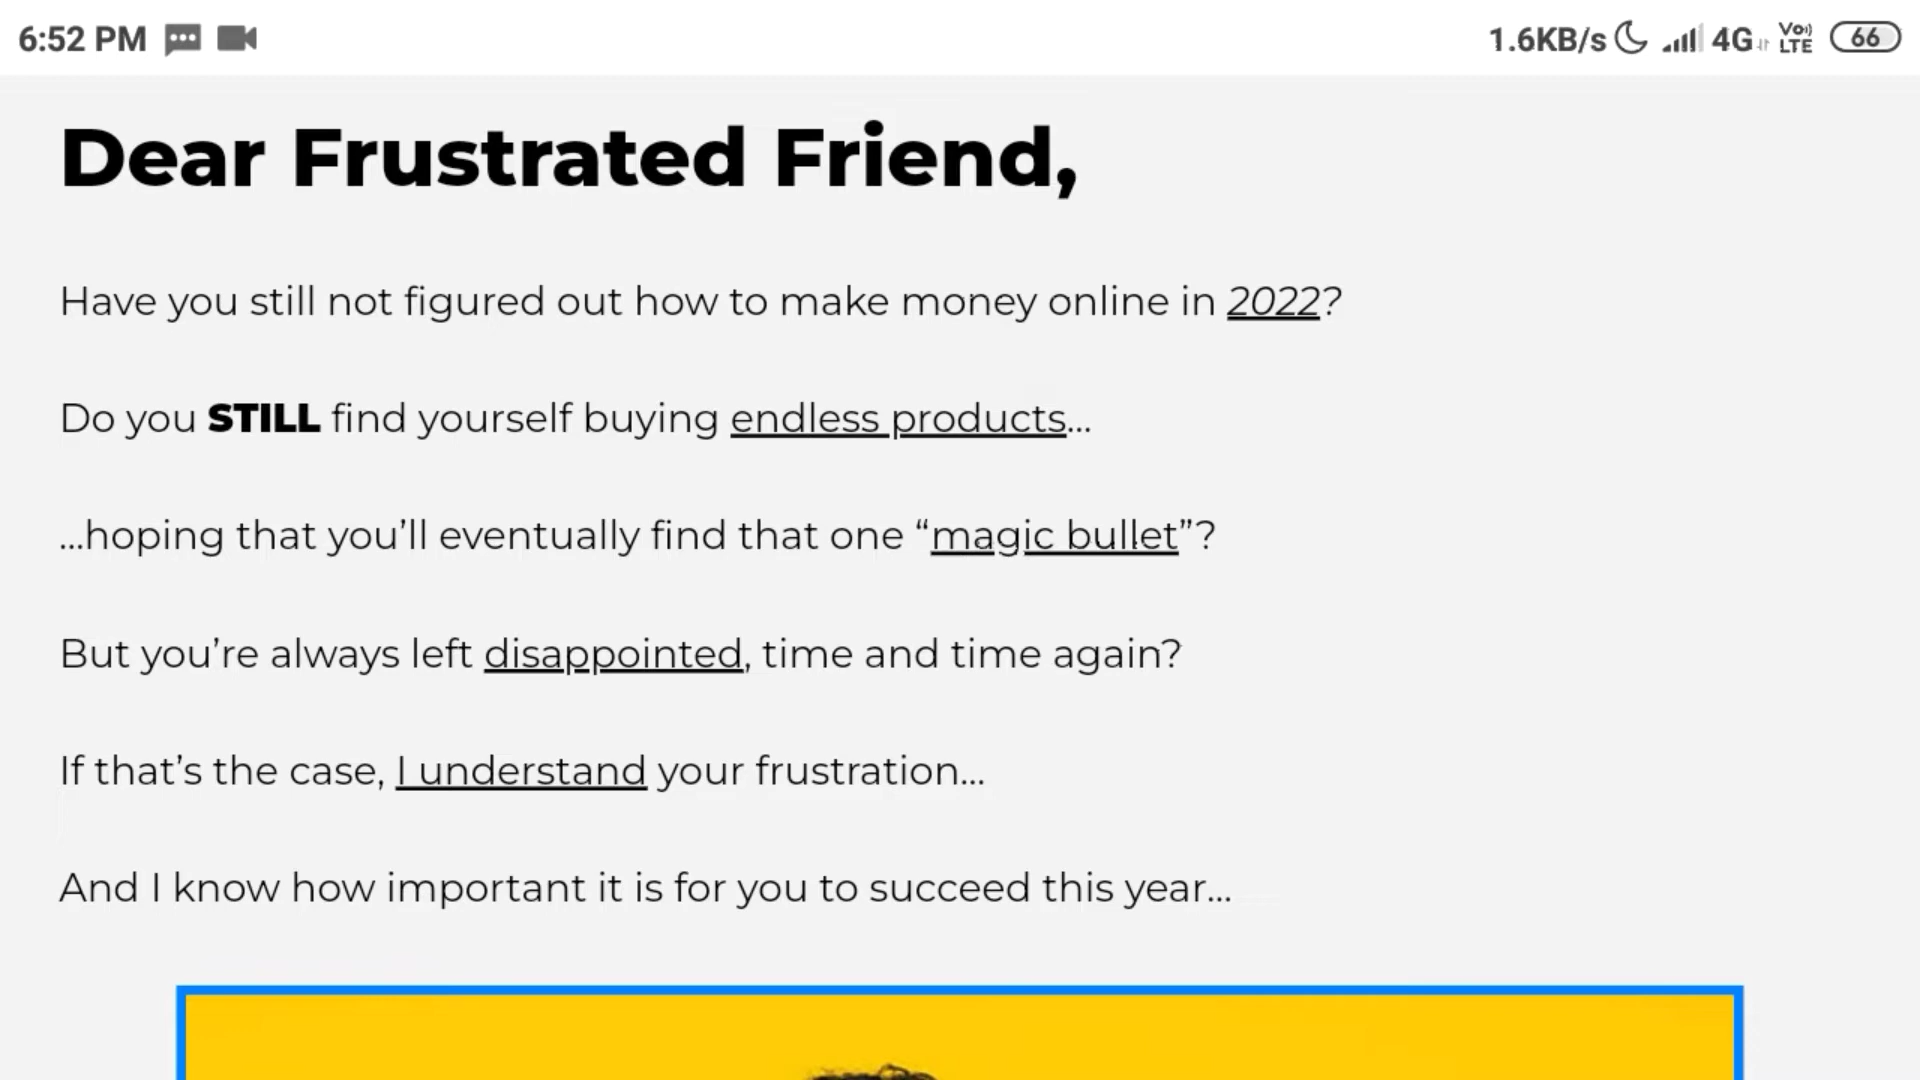 6:52 PM 1.6KB/s 4G Vo) LTE 66
Dear Frustrated Friend,
Have you still not figured out how to make money online in 2022?
Do you STILL find yourself buying endless products...
...hoping that you’ll eventually find that one “magic bullet”?
But you’re always left disappointed, time and time again?
If that’s the case, I understand your frustration...
And I know how important it is for you to succeed this year...